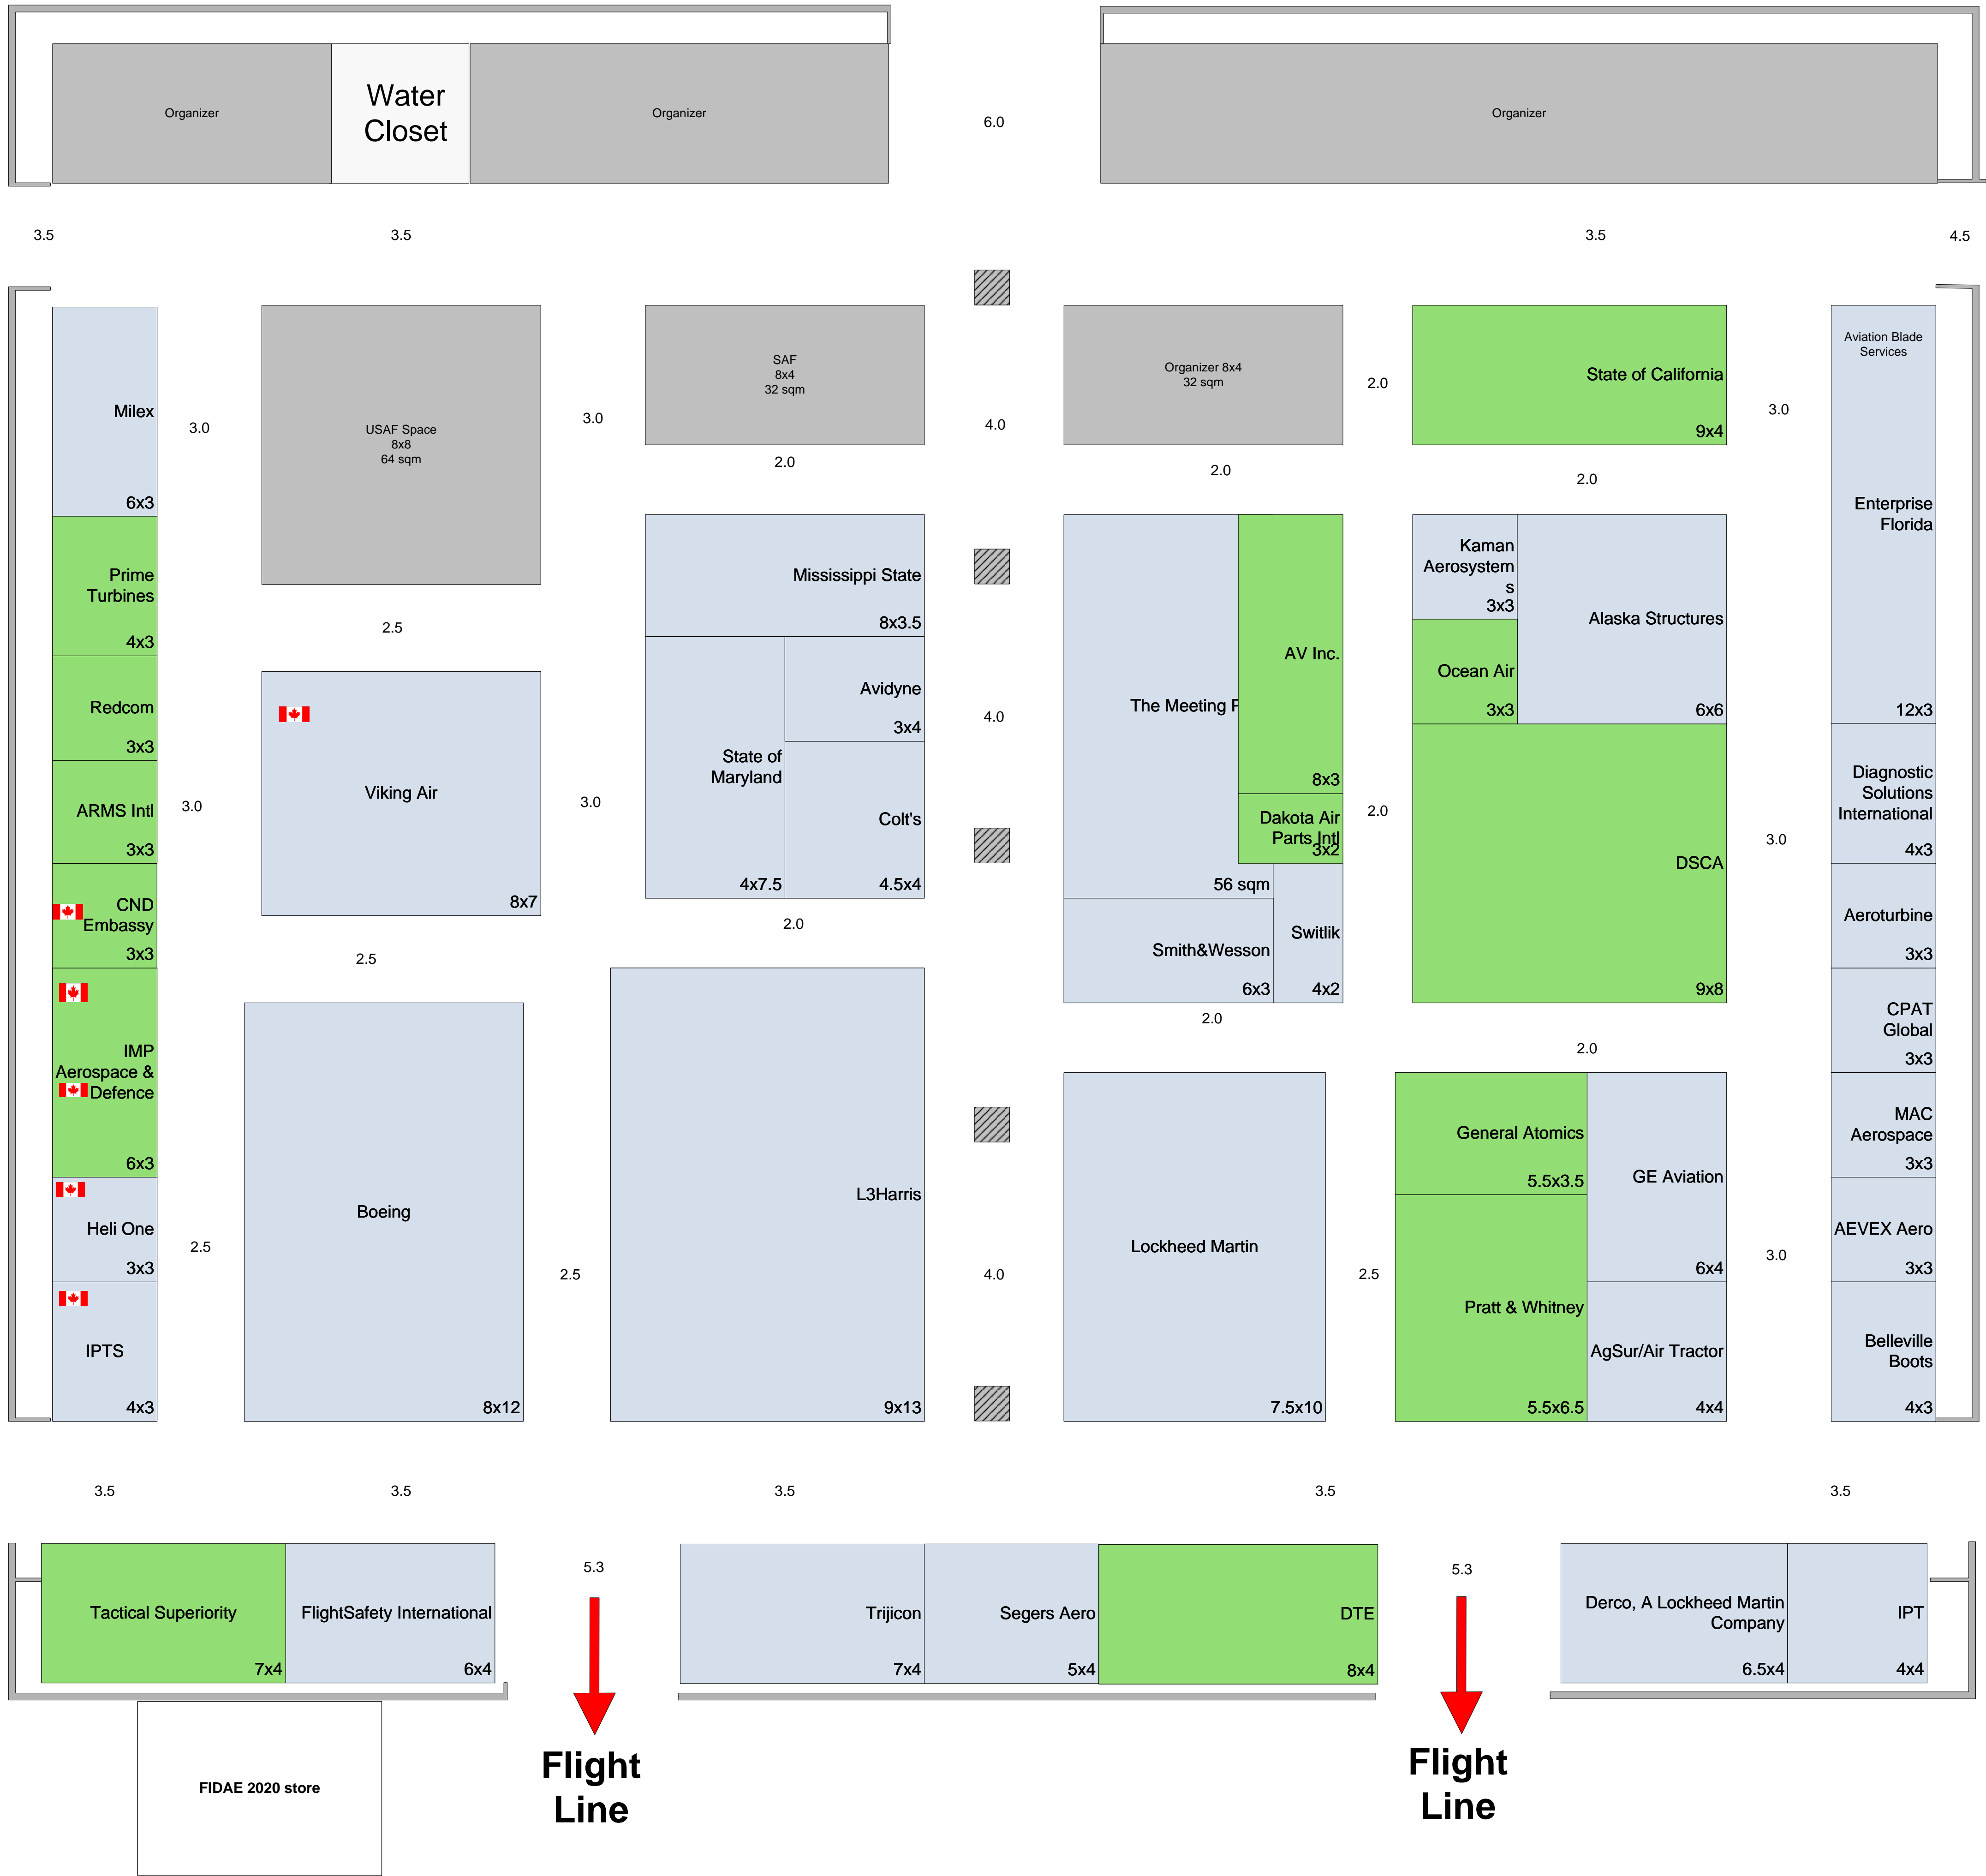 Organizer
Water
Closet
Organizer
6.0
Organizer
3.5
3.5
3.5
4.5
Milex
6x3
3.0
USAF Space
8x8
64 sqm
3.0
SAF
8x4
32 sqm
2.0
4.0
Organizer 8x4
32 sqm
2.0
2.0
State of California
9x4
2.0
3.0
Aviation Blade
Services
Enterprise
Florida
12x3
Prime
Turbines
4x3
Redcom
3x3
ARMS Intl
3x3
CND
Embassy
3x3
IMP
Aerospace &
Defence
6x3
Heli One
3x3
IPTS
4x3
3.0
2.5
2.5
Viking Air
8x7
2.5
Boeing
8x12
3.0
2.5
Mississippi State
8x3.5
State of
Maryland
4x7.5
Avidyne
3x4
Colt's
4.5x4
2.0
L3Harris
9x13
4.0
4.0
The Meeting
56 sqm
AV Inc.
8x3
Dakota Air
Parts Intl
3x2
Smith&Wesson
6x3
Switlik
4x2
2.0
Lockheed Martin
7.5x10
2.0
2.5
Kaman
Aerosystem
s
3x3
Alaska Structures
6x6
Ocean Air
3x3
DSCA
9x8
2.0
General Atomics
5.5x3.5
GE Aviation
6x4
Pratt & Whitney
5.5x6.5
AgSur/Air Tractor
4x4
3.0
3.0
Diagnostic
Solutions
International
4x3
Aeroturbine
3x3
CPAT
Global
3x3
MAC
Aerospace
3x3
AEVEX Aero
3x3
Belleville
Boots
4x3
3.5
3.5
3.5
3.5
3.5
Tactical Superiority
7x4
FlightSafety International
6x4
5.3
Trijicon
7x4
Segers Aero
5x4
DTE
8x4
5.3
Derco, A Lockheed Martin
Company
6.5x4
IPT
4x4
FIDAE 2020 store
Flight
Line
Flight
Line